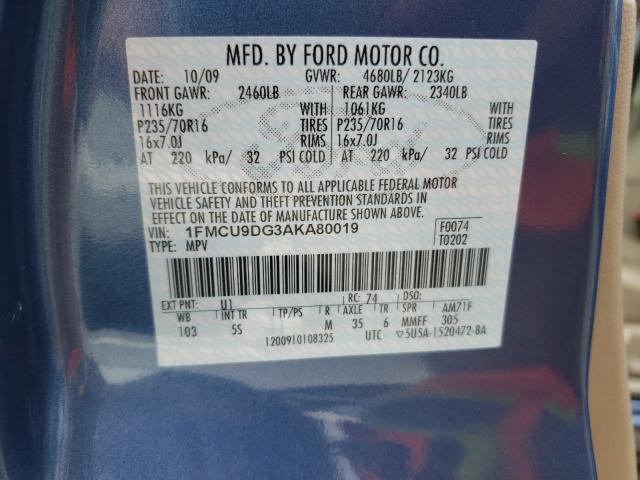 MFD. BY FORD MOTOR CO.
DATE: 10/09 GVWR: 4680LB/ 2123KG
FRONT GAWR: 2460LB REAR GAWR: 2340LB
1116KG WITH 1061KG WITH
P235/70R16 TIRES P235/70R16 TIRES
16x7.0J RIMS 16x7.0J RIMS
AT 220 kPa/ 32 PSI COLD AT 220 kPa/ 32 PSI COLD
THIS VEHICLE CONFORMS TO ALL APPLICABLE FEDERAL MOTOR
VEHICLE SAFETY AND THEFT PREVENTION STANDARDS IN
EFFECT ON THE DATE OF MANUFACTURE SHOWN ABOVE.
VIN: 1FMCU9DG3AKA80019 F0074
TYPE: MPV T0202
EXT PNT: U1 RC: 74 DSO:
WB INT TR TP/PS R AXLE TR SPR AM71F
103 5S M 35 6 MMFF 305
1200910108325 UTC ▽5U5A-1520472-BA